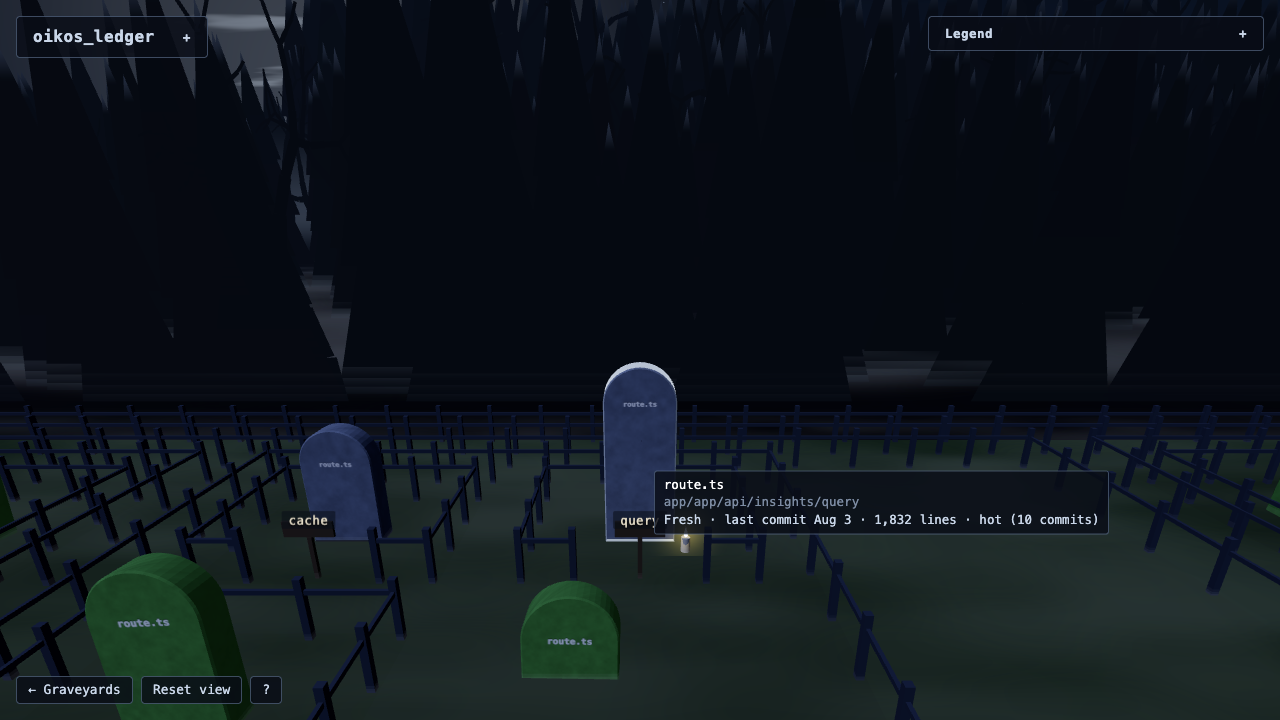 oikos_ledger +
Legend +
route.ts
route.ts
cache
query
route.ts
app/app/api/insights/query
Fresh · last commit Aug 3 · 1,832 lines · hot (10 commits)
route.ts
route.ts
← Graveyards
Reset view
?